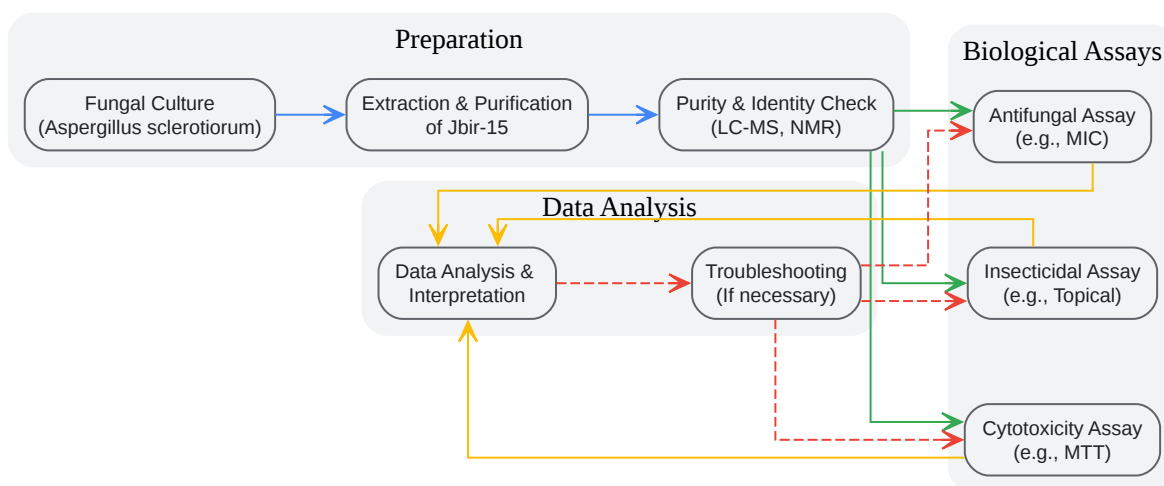 Preparation
Fungal Culture
(Aspergillus sclerotiorum)
Extraction & Purification
of Jbir-15
Purity & Identity Check
(LC-MS, NMR)
Biological Assays
Antifungal Assay
(e.g., MIC)
Data Analysis
Data Analysis &
Interpretation
Troubleshooting
(If necessary)
Insecticidal Assay
(e.g., Topical)
Cytotoxicity Assay
(e.g., MTT)